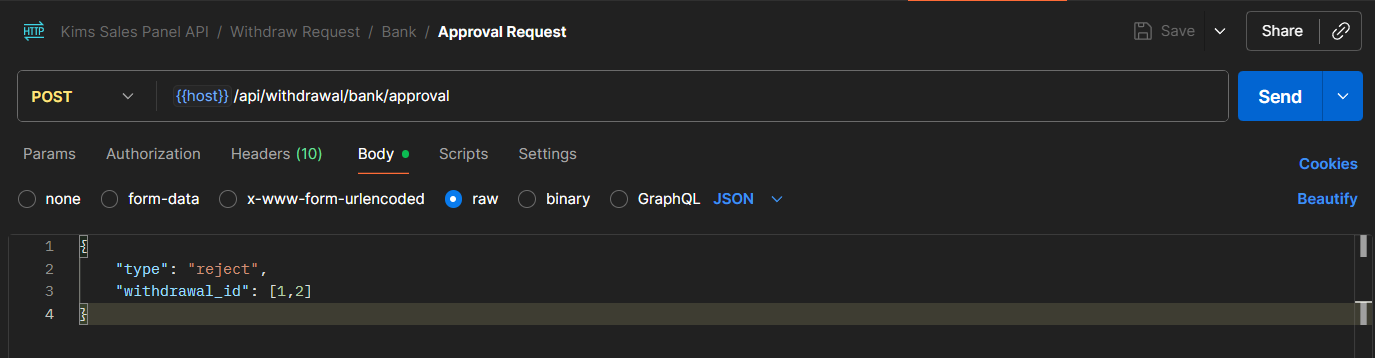 HTTP Kims Sales Panel API / Withdraw Request / Bank / Approval Request Save Share
POST {{host}}/api/withdrawal/bank/approval Send
Params Authorization Headers (10) Body Scripts Settings Cookies
none form-data x-www-form-urlencoded raw binary GraphQL JSON Beautify
1 {
2 "type": "reject",
3 "withdrawal_id": [1,2]
4 }